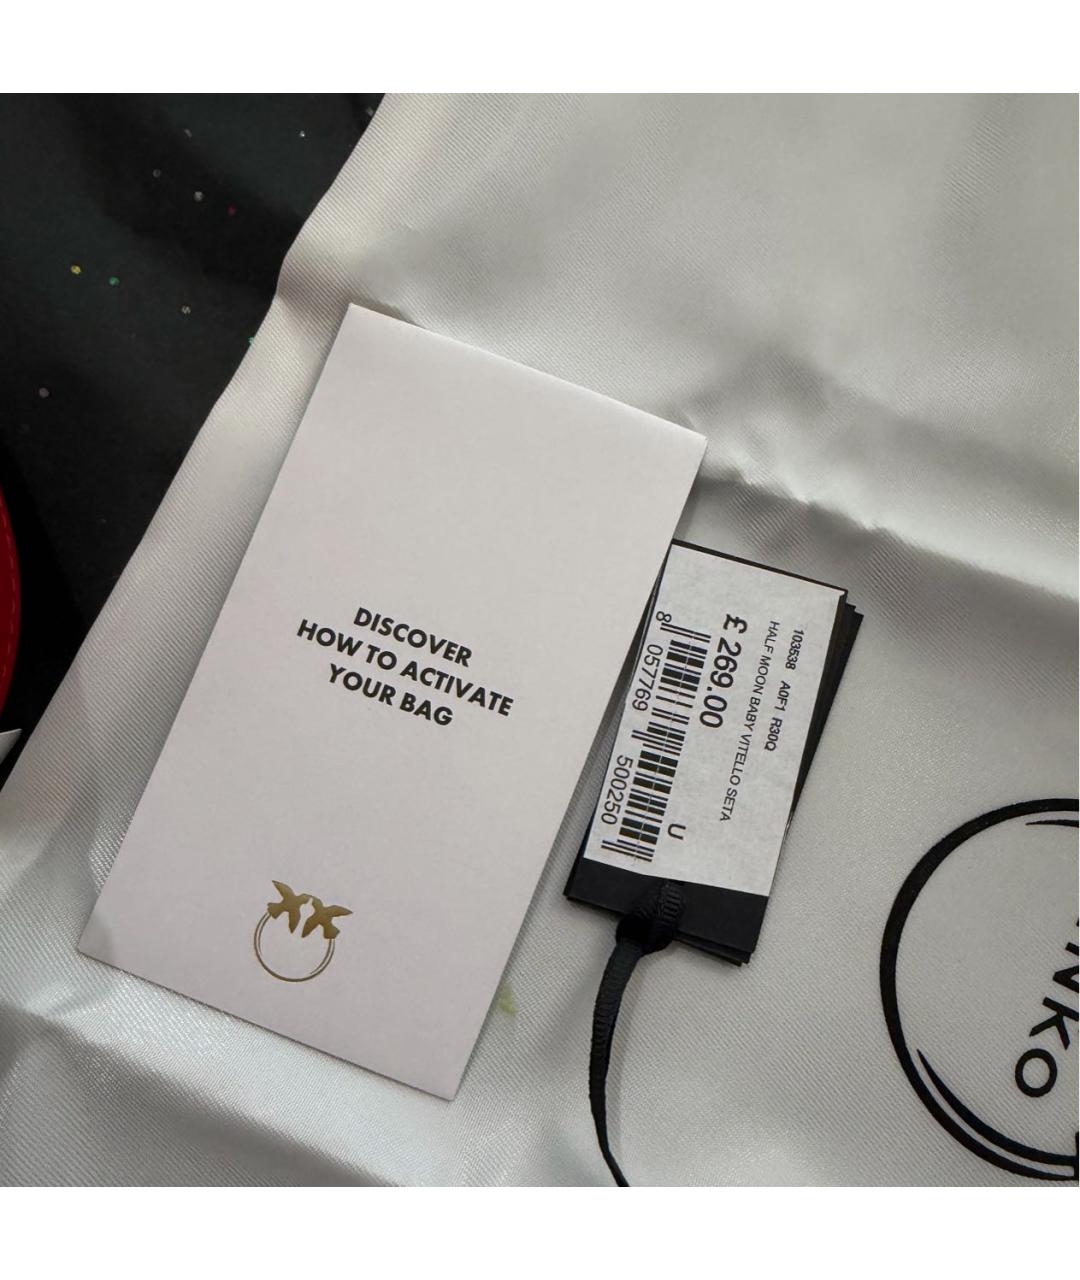 DISCOVER
HOW TO ACTIVATE
YOUR BAG
103538 A0F1 R30Q
HALF MOON BABY VITELLO SETA
£ 269.00
U
8 057769 500250
NKO